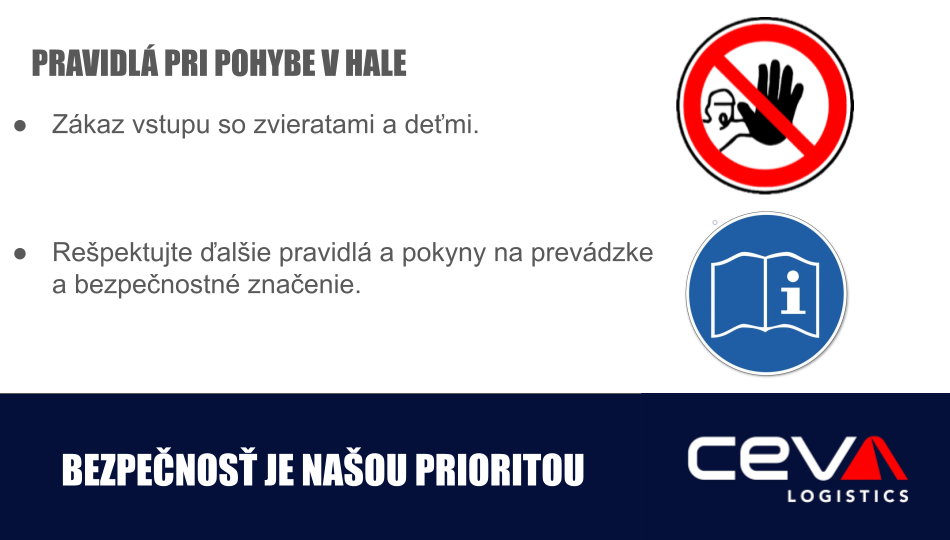 PRAVIDLÁ PRI POHYBE V HALE
● Zákaz vstupu so zvieratami a deťmi.
● Rešpektujte ďalšie pravidlá a pokyny na prevádzke
a bezpečnostné značenie.
i
BEZPEČNOSŤ JE NAŠOU PRIORITOU
CEVA
LOGISTICS